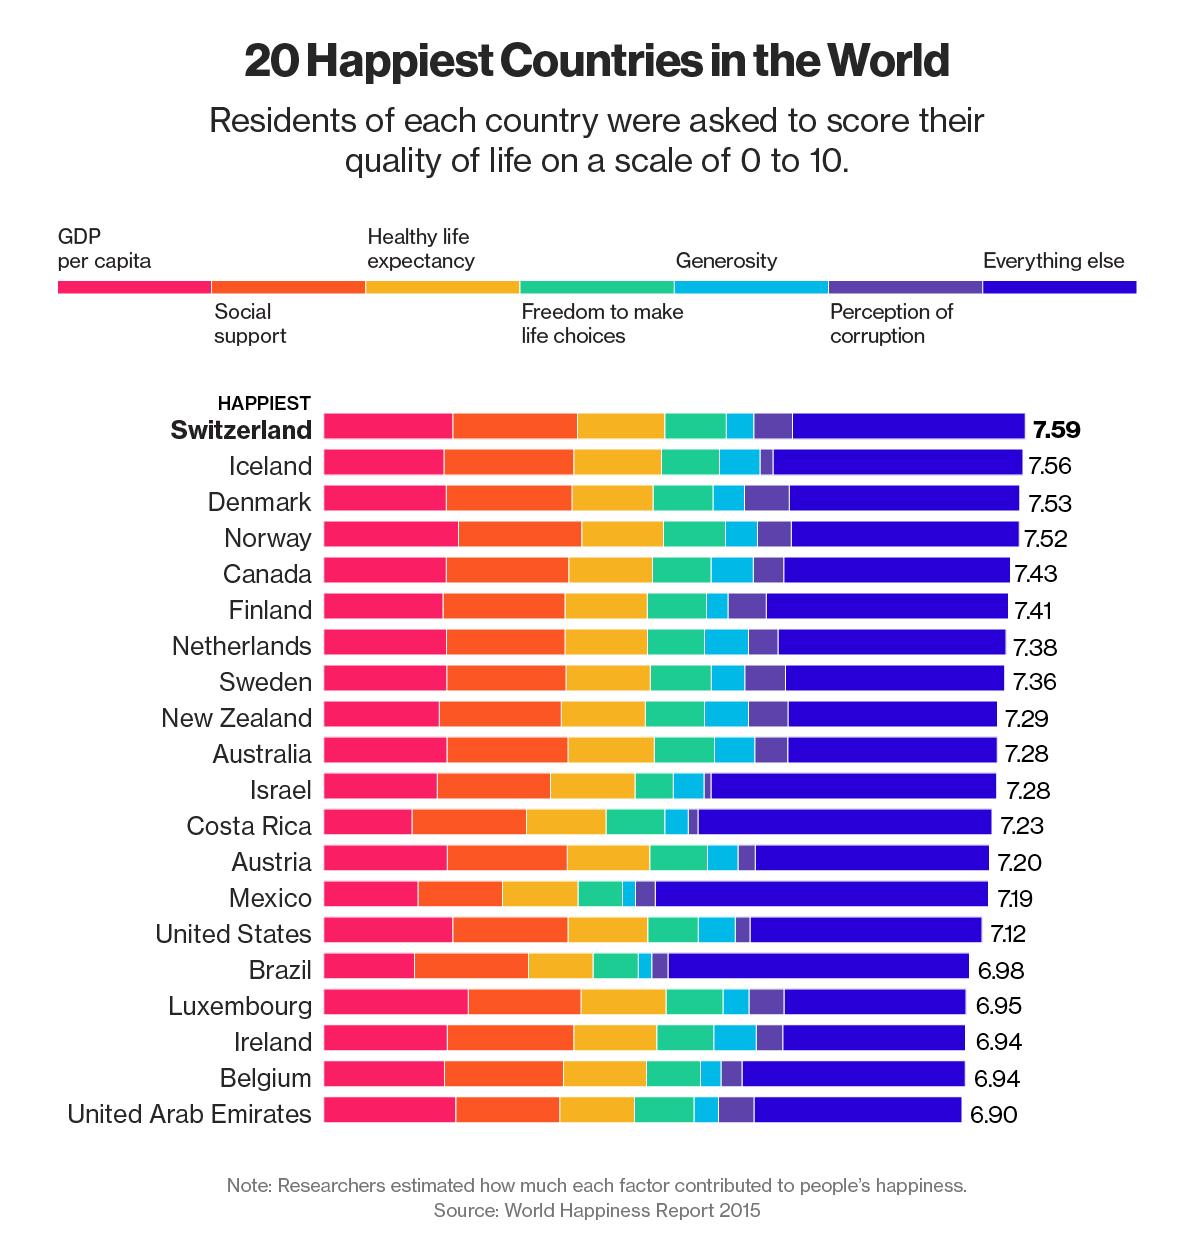 20 Happiest Countries in the World
Residents of each country were asked to score their
quality of life on a scale of 0 to 10.
GDP
per capita
Social
support
Healthy life
expectancy
Freedom to make
life choices
Generosity
Perception of
corruption
Everything else
HAPPIEST
Switzerland 7.59
Iceland 7.56
Denmark 7.53
Norway 7.52
Canada 7.43
Finland 7.41
Netherlands 7.38
Sweden 7.36
New Zealand 7.29
Australia 7.28
Israel 7.28
Costa Rica 7.23
Austria 7.20
Mexico 7.19
United States 7.12
Brazil 6.98
Luxembourg 6.95
Ireland 6.94
Belgium 6.94
United Arab Emirates 6.90
Note: Researchers estimated how much each factor contributed to people’s happiness.
Source: World Happiness Report 2015